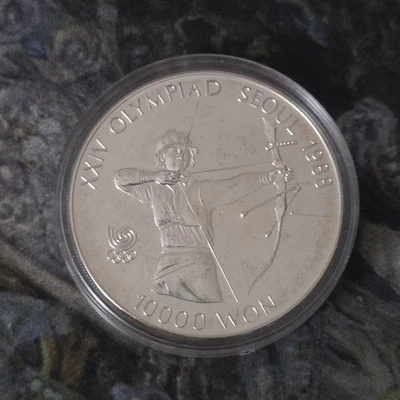 XXIV OLYMPIAD SEOUL 1988
10000 WON